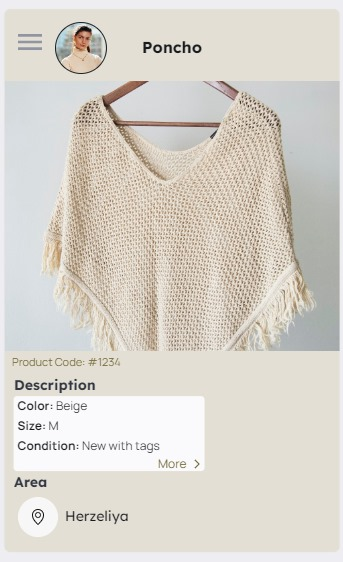 Poncho
Product Code: #1234
Description
Color: Beige
Size: M
Condition: New with tags
More
Area
Herzeliya